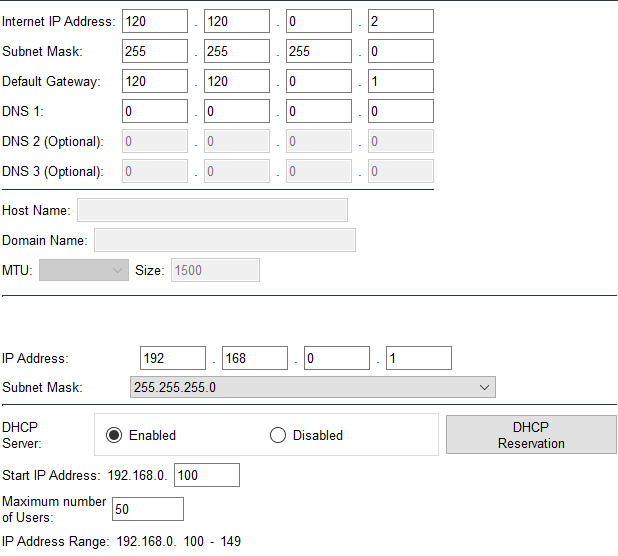 Internet IP Address: 120 . 120 . 0 . 2
Subnet Mask: 255 . 255 . 255 . 0
Default Gateway: 120 . 120 . 0 . 1
DNS 1: 0 . 0 . 0 . 0
DNS 2 (Optional): 0 . 0 . 0 . 0
DNS 3 (Optional): 0 . 0 . 0 . 0
Host Name:
Domain Name:
MTU: Size: 1500
IP Address: 192 . 168 . 0 . 1
Subnet Mask: 255.255.255.0
DHCP
Server:
Enabled Disabled
DHCP
Reservation
Start IP Address: 192.168.0. 100
Maximum number
of Users:
50
IP Address Range: 192.168.0. 100 - 149